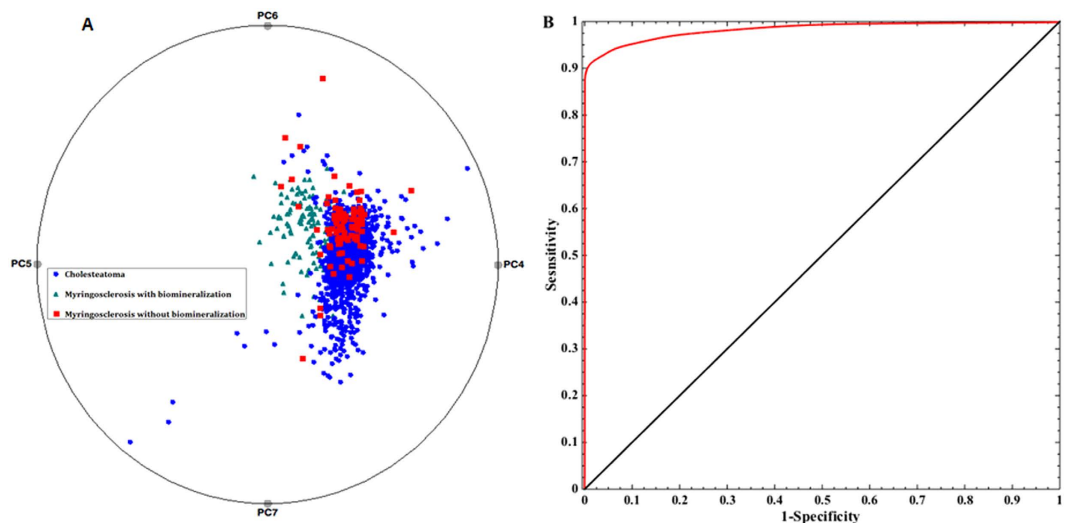 A
PC6
PC5
PC4
Cholesteatoma
Myringosclerosis with biomineralization
Myringosclerosis without biomineralization
PC7
B
1
0.9
0.8
0.7
0.6
0.5
0.4
0.3
0.2
0.1
0
Sesnsitivity
0 0.1 0.2 0.3 0.4 0.5 0.6 0.7 0.8 0.9 1
1-Specificity